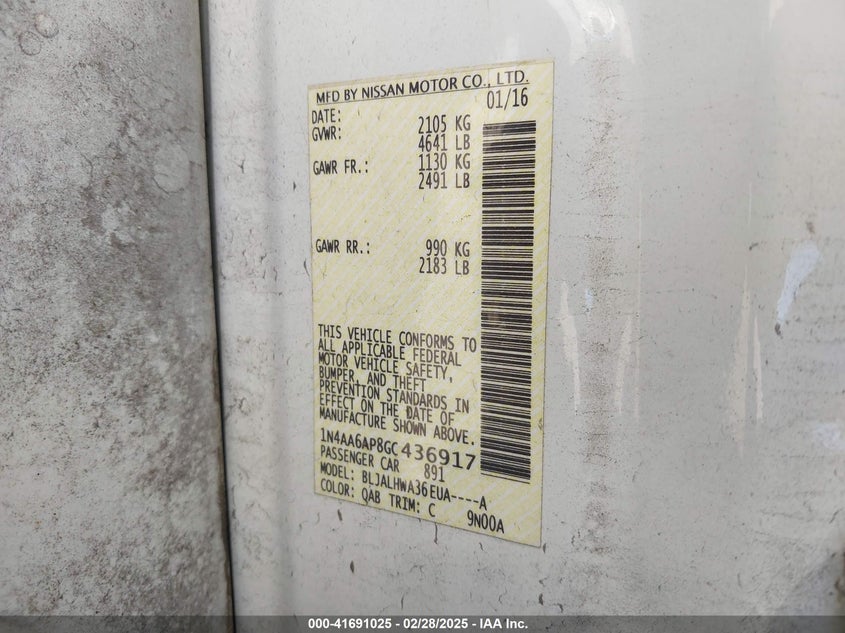 MFD BY NISSAN MOTOR CO., LTD.
DATE: 01/16
GVWR: 2105 KG
4641 LB
GAWR FR.: 1130 KG
2491 LB
GAWR RR.: 990 KG
2183 LB
THIS VEHICLE CONFORMS TO
ALL APPLICABLE FEDERAL
MOTOR VEHICLE SAFETY,
BUMPER, AND THEFT
PREVENTION STANDARDS IN
EFFECT ON THE DATE OF
MANUFACTURE SHOWN ABOVE.
1N4AA6AP8GC436917
PASSENGER CAR 891
MODEL: BLJALHWA36EUA----A
COLOR: QAB TRIM: C 9N00A
000-41691025 - 02/28/2025 - IAA Inc.